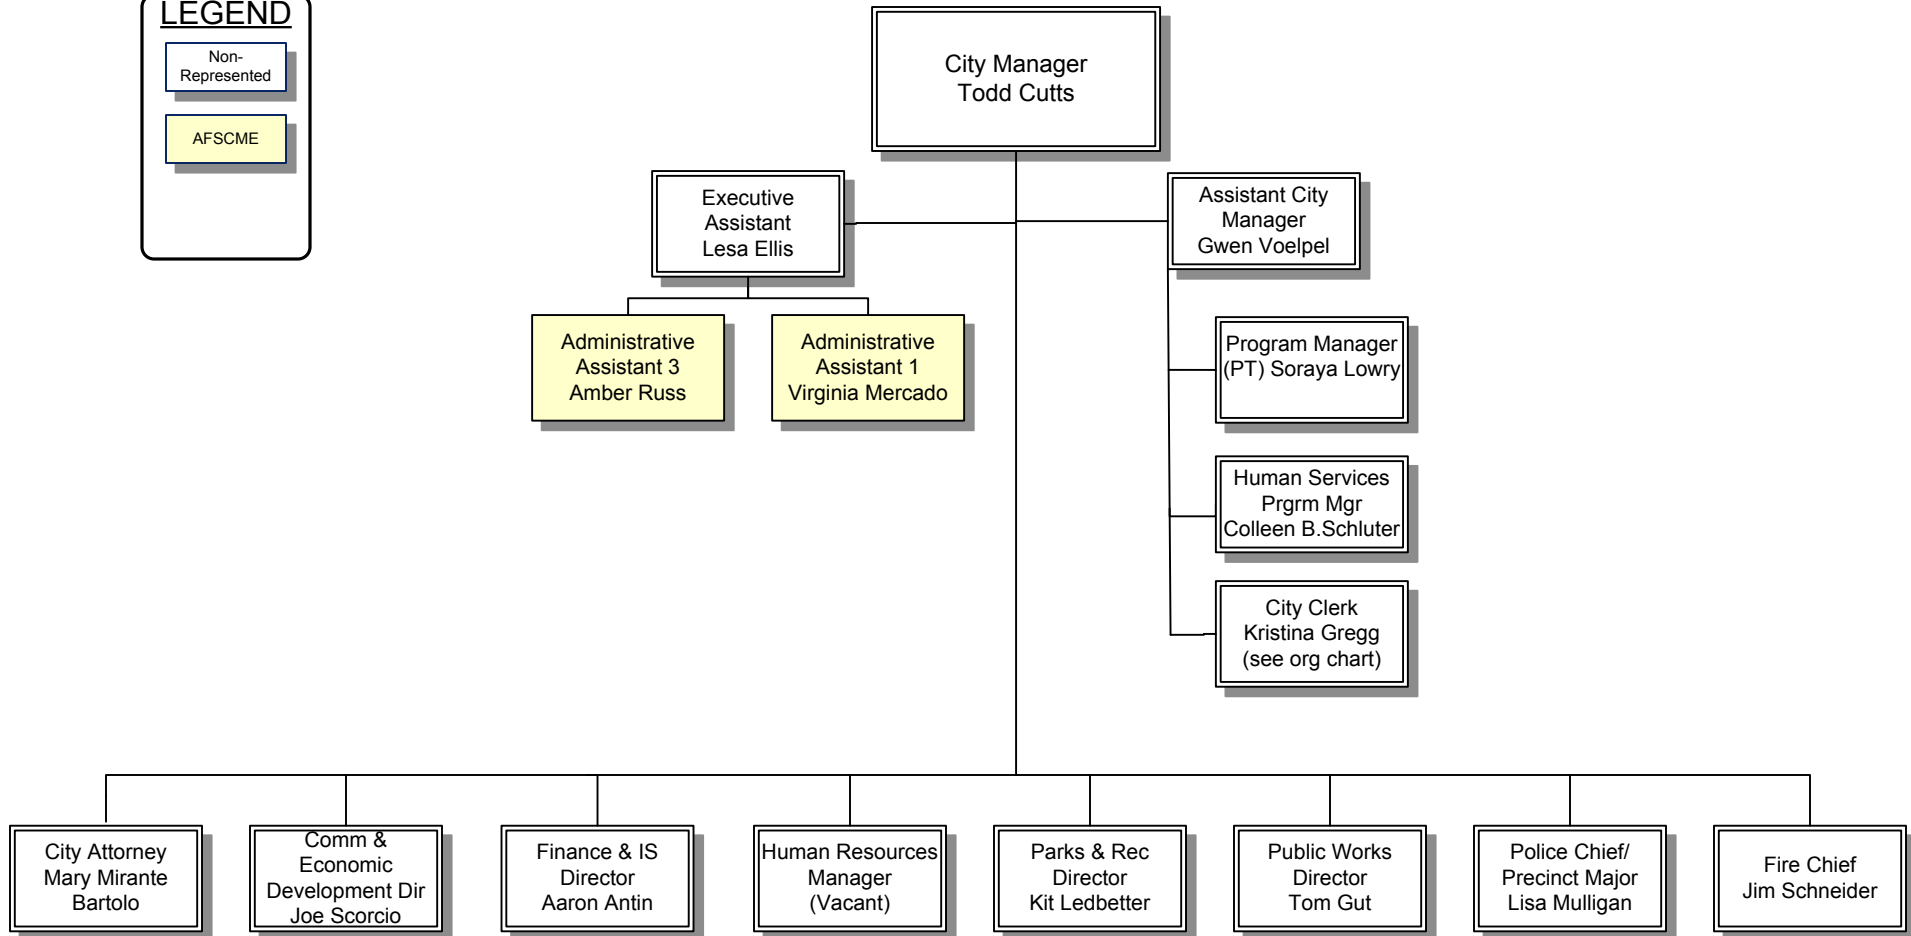 LEGEND
Non-
Represented
AFSCME
City Manager
Todd Cutts
Executive
Assistant
Lesa Ellis
Assistant City
Manager
Gwen Voelpel
Administrative
Assistant 3
Amber Russ
Administrative
Assistant 1
Virginia Mercado
Program Manager
(PT) Soraya Lowry
Human Services
Prgrm Mgr
Colleen B.Schluter
City Clerk
Kristina Gregg
(see org chart)
City Attorney
Mary Mirante
Bartolo
Comm &
Economic
Development Dir
Joe Scorcio
Finance & IS
Director
Aaron Antin
Human Resources
Manager
(Vacant)
Parks & Rec
Director
Kit Ledbetter
Public Works
Director
Tom Gut
Police Chief/
Precinct Major
Lisa Mulligan
Fire Chief
Jim Schneider